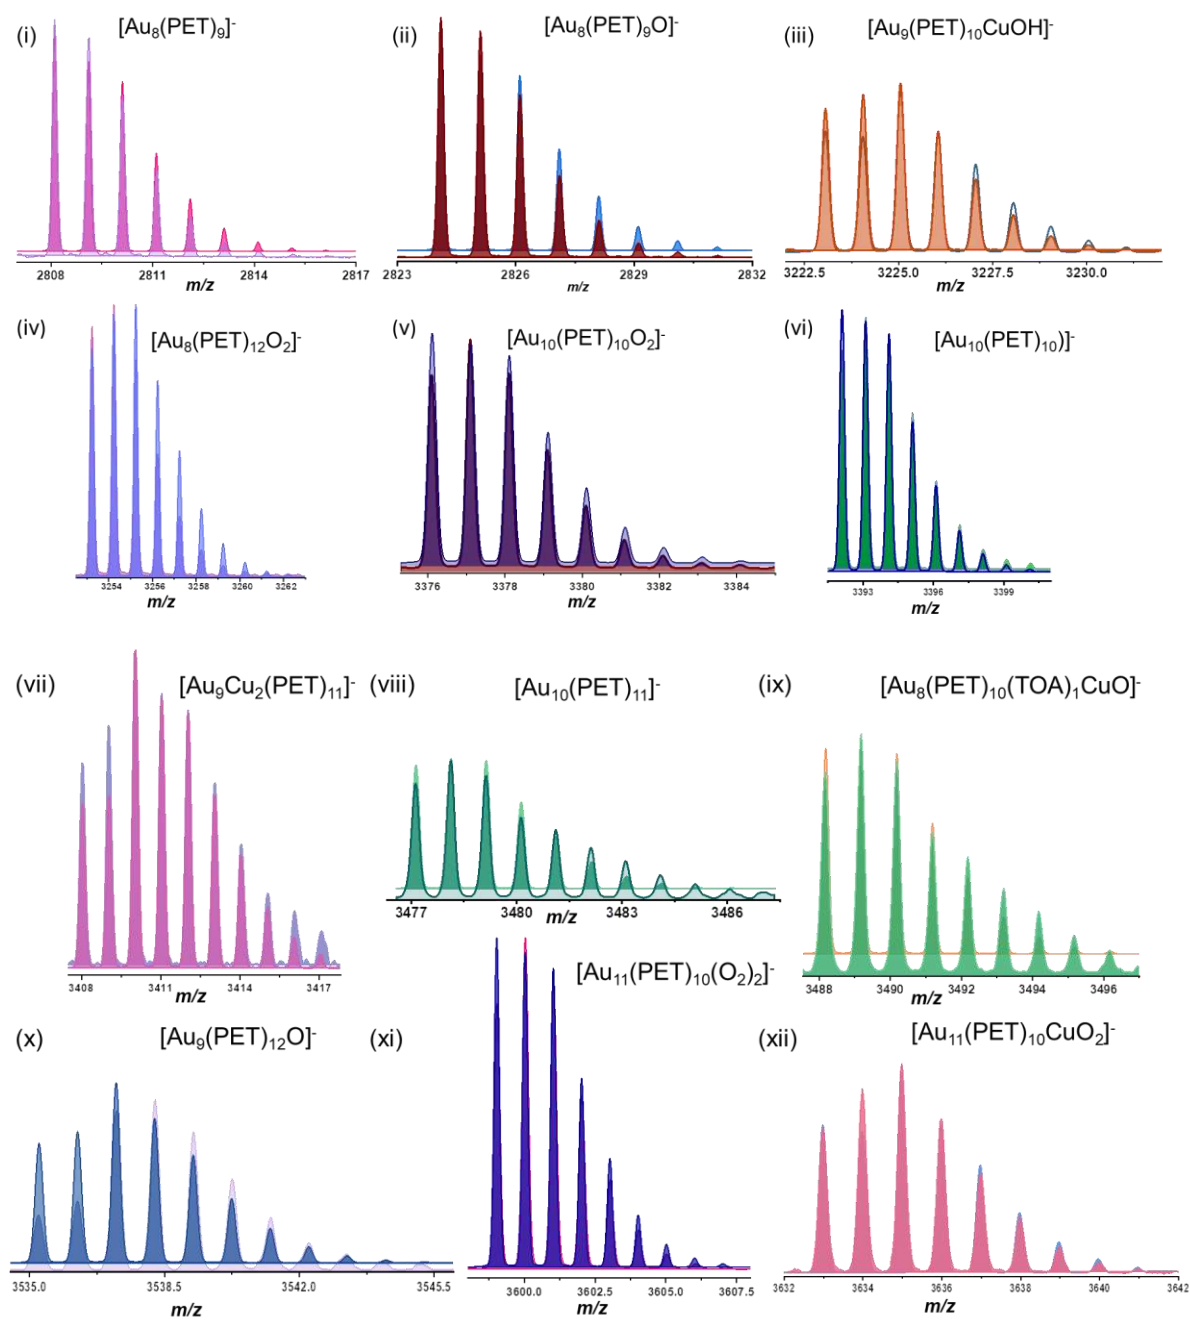 (i) [Au₈(PET)₉]⁻
2808 2811 2814 2817
m/z
(ii) [Au₈(PET)₉O]⁻
2823 2826 2829 2832
m/z
(iii) [Au₉(PET)₁₀CuOH]⁻
3222.5 3225.0 3227.5 3230.0
m/z
(iv) [Au₈(PET)₁₂O₂]⁻
3254 3256 3258 3260 3262
m/z
(v) [Au₁₀(PET)₁₀O₂]⁻
3376 3378 3380 3382 3384
m/z
(vi) [Au₁₀(PET)₁₀)]⁻
3393 3396 3399
m/z
(vii) [Au₉Cu₂(PET)₁₁]⁻
3408 3411 3414 3417
m/z
(viii) [Au₁₀(PET)₁₁]⁻
3477 3480 3483 3486
m/z
(ix) [Au₈(PET)₁₀(TOA)₁CuO]⁻
3488 3490 3492 3494 3496
m/z
(x) [Au₉(PET)₁₂O]⁻
3535.0 3538.5 3542.0 3545.5
m/z
(xi) [Au₁₁(PET)₁₀(O₂)₂]⁻
3600.0 3602.5 3605.0 3607.5
m/z
(xii) [Au₁₁(PET)₁₀CuO₂]⁻
3632 3634 3636 3638 3640 3642
m/z